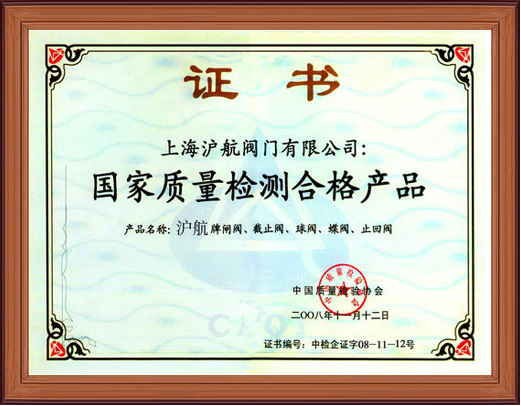 证书
上海沪航阀门有限公司:
国家质量检测合格产品
产品名称: 沪航牌闸阀、截止阀、球阀、蝶阀、止回阀
中国质量检验协会
二〇〇八年十一月十二日
证书编号: 中检企证字08-11-12号